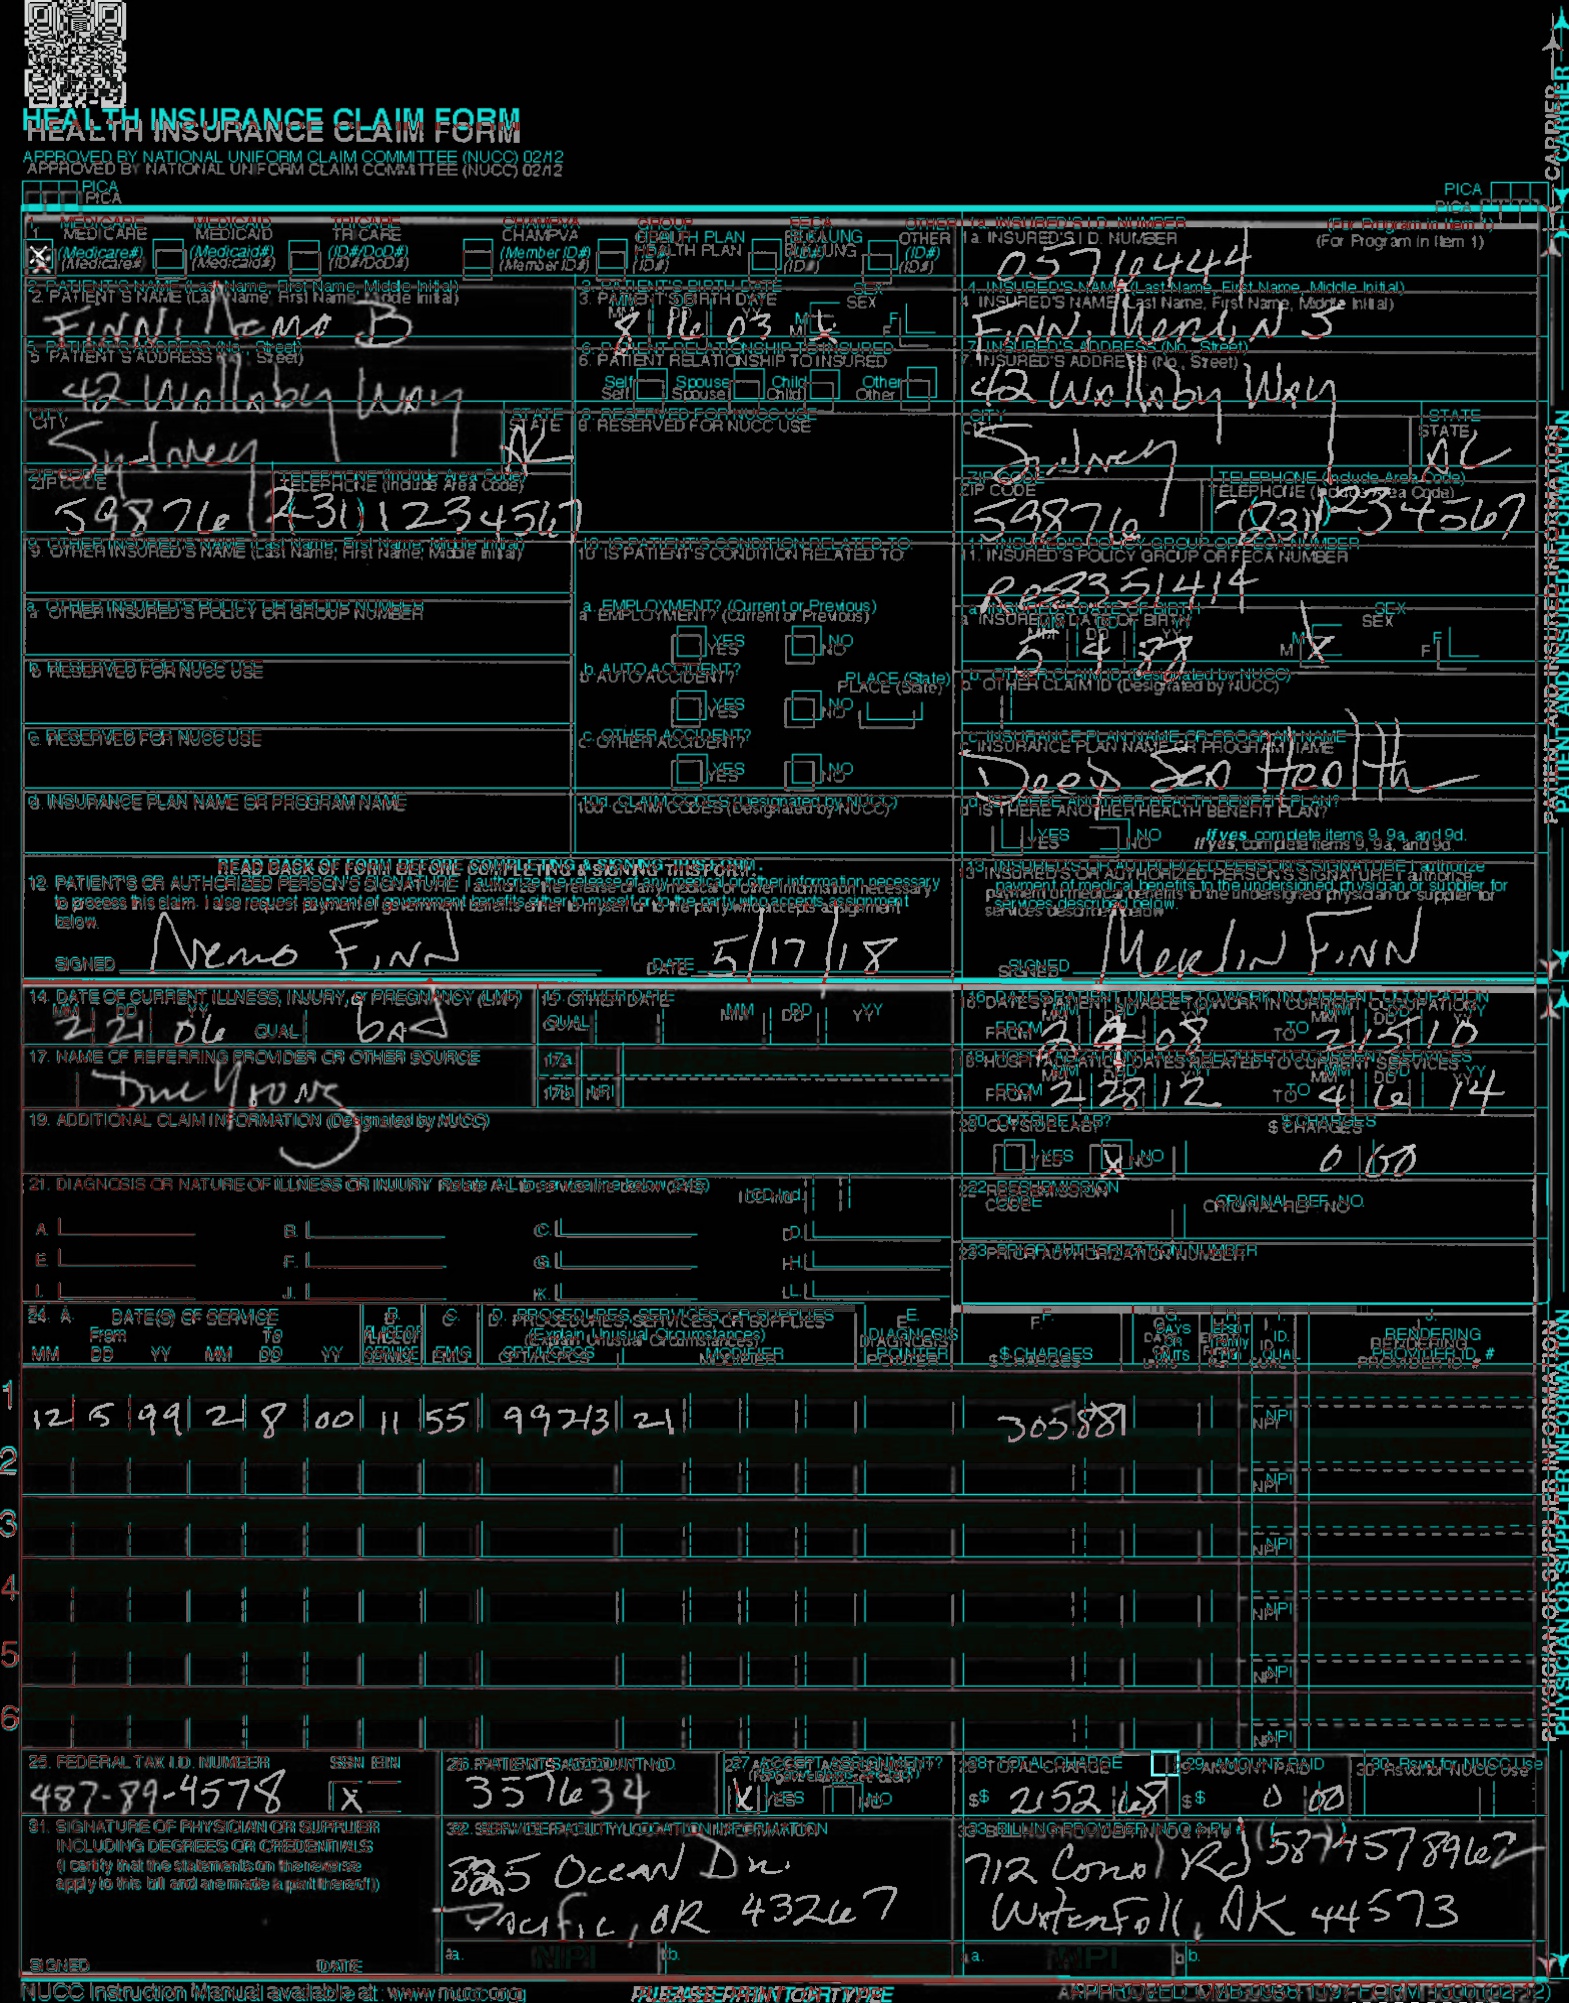 HEALTH INSURANCE CLAIM FORM
APPROVED BY NATIONAL UNIFORM CLAIM COMMITTEE (NUCC) 02/12
PICA PICA
1. MEDICARE MEDICAID TRICARE CHAMPVA GROUP HEALTH PLAN FECA BLK LUNG OTHER 1a. INSURED'S I.D. NUMBER (For Program in Item 1)
X (Medicare#) (Medicaid#) (ID#/DoD#) (Member ID#) (ID#) (ID#) (ID#) 05716444
2. PATIENT'S NAME (Last Name, First Name, Middle Initial) 3. PATIENT'S BIRTH DATE SEX 4. INSURED'S NAME (Last Name, First Name, Middle Initial)
MM DD YY
Finn, Nemo B 8 16 03 M X F Finn, Merlin S
5. PATIENT'S ADDRESS (No., Street) 6. PATIENT RELATIONSHIP TO INSURED 7. INSURED'S ADDRESS (No., Street)
42 Wallaby Way Self Spouse Child Other 42 Wallaby Way
CITY STATE 8. RESERVED FOR NUCC USE CITY STATE
Sydney AK Sydney
ZIP CODE TELEPHONE (Include Area Code) ZIP CODE TELEPHONE (Include Area Code)
59876 (231) 1234567 59876 (231) 1234567
9. OTHER INSURED'S NAME (Last Name, First Name, Middle Initial) 10. IS PATIENT'S CONDITION RELATED TO: 11. INSURED'S POLICY GROUP OR FECA NUMBER
a. OTHER INSURED'S POLICY OR GROUP NUMBER a. EMPLOYMENT? (Current or Previous) a. INSURED'S DATE OF BIRTH SEX
MM DD YY
YES NO 5 4 88 M X F
b. RESERVED FOR NUCC USE b. AUTO ACCIDENT? PLACE (State) b. OTHER CLAIM ID (Designated by NUCC)
YES NO
c. RESERVED FOR NUCC USE c. OTHER ACCIDENT? c. INSURANCE PLAN NAME OR PROGRAM NAME
YES NO Deep Sea Health
d. INSURANCE PLAN NAME OR PROGRAM NAME 10d. CLAIM CODES (Designated by NUCC) d. IS THERE ANOTHER HEALTH BENEFIT PLAN?
YES NO If yes, complete items 9, 9a, and 9d.
READ BACK OF FORM BEFORE COMPLETING & SIGNING THIS FORM.
12. PATIENT'S OR AUTHORIZED PERSON'S SIGNATURE I authorize the release of any medical or other information necessary
to process this claim. I also request payment of government benefits either to myself or to the party who accepts assignment
below.
SIGNED Nemo Finn DATE 5/17/18
13. INSURED'S OR AUTHORIZED PERSON'S SIGNATURE I authorize
payment of medical benefits to the undersigned physician or supplier for
services described below.
SIGNED Merlin Finn
14. DATE OF CURRENT ILLNESS, INJURY, or PREGNANCY (LMP) 15. OTHER DATE 16. DATES PATIENT UNABLE TO WORK IN CURRENT OCCUPATION
MM DD YY MM DD YY MM DD YY MM DD YY
2 21 06 QUAL. bad QUAL. FROM 2 08 TO 2 15 10
17. NAME OF REFERRING PROVIDER OR OTHER SOURCE 17a. 18. HOSPITALIZATION DATES RELATED TO CURRENT SERVICES
MM DD YY MM DD YY
Young 17b. NPI FROM 2 28 12 TO 4 6 14
19. ADDITIONAL CLAIM INFORMATION (Designated by NUCC) 20. OUTSIDE LAB? $ CHARGES
YES X NO 0 00
21. DIAGNOSIS OR NATURE OF ILLNESS OR INJURY Relate A-L to service line below (24E) ICD Ind. 22. RESUBMISSION CODE ORIGINAL REF. NO.
A. B. C. D.
E. F. G. H. 23. PRIOR AUTHORIZATION NUMBER
I. J. K. L.
24. A. DATE(S) OF SERVICE B. C. D. PROCEDURES, SERVICES, OR SUPPLIES E. F. G. H. I. J.
From To PLACE OF (Explain Unusual Circumstances) DIAGNOSIS DAYS OR UNITS ID. RENDERING
MM DD YY MM DD YY SERVICE EMG CPT/HCPCS MODIFIER POINTER $ CHARGES QUAL. PROVIDER ID. #
1 12 5 99 2 8 00 11 55 99213 21 305 88 NPI
2 NPI
3 NPI
4 NPI
5 NPI
6 NPI
25. FEDERAL TAX I.D. NUMBER SSN EIN 26. PATIENT'S ACCOUNT NO. 27. ACCEPT ASSIGNMENT? 28. TOTAL CHARGE 29. AMOUNT PAID 30. Rsvd for NUCC Use
487-89-4578 X 357634 X YES NO $ 2152 68 $ 0 00
31. SIGNATURE OF PHYSICIAN OR SUPPLIER
INCLUDING DEGREES OR CREDENTIALS
(I certify that the statements on the reverse
apply to this bill and are made a part thereof.)
SIGNED DATE
32. SERVICE FACILITY LOCATION INFORMATION
825 Ocean Dr.
Pacific, OR 43267
a. NPI b.
33. BILLING PROVIDER INFO & PH # (587) 4578962
712 Coral Rd
Waterfall, AK 44573
a. NPI b.
NUCC Instruction Manual available at: www.nucc.org PLEASE PRINT OR TYPE
CARRIER
PATIENT AND INSURED INFORMATION
PHYSICIAN OR SUPPLIER INFORMATION